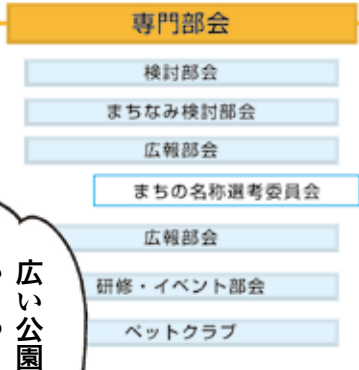 専門部会
検討部会
まちなみ検討部会
広報部会
まちの名称選考委員会
広報部会
研修・イベント部会
ペットクラブ
広い公園